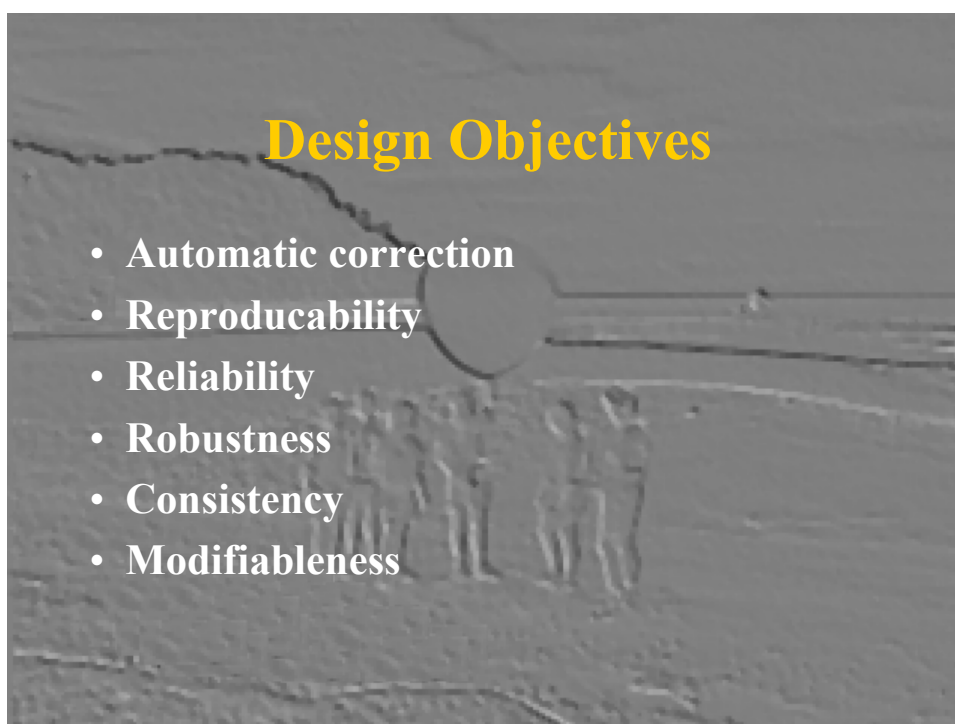 Design Objectives
• Automatic correction
• Reproducability
• Reliability
• Robustness
• Consistency
• Modifiableness